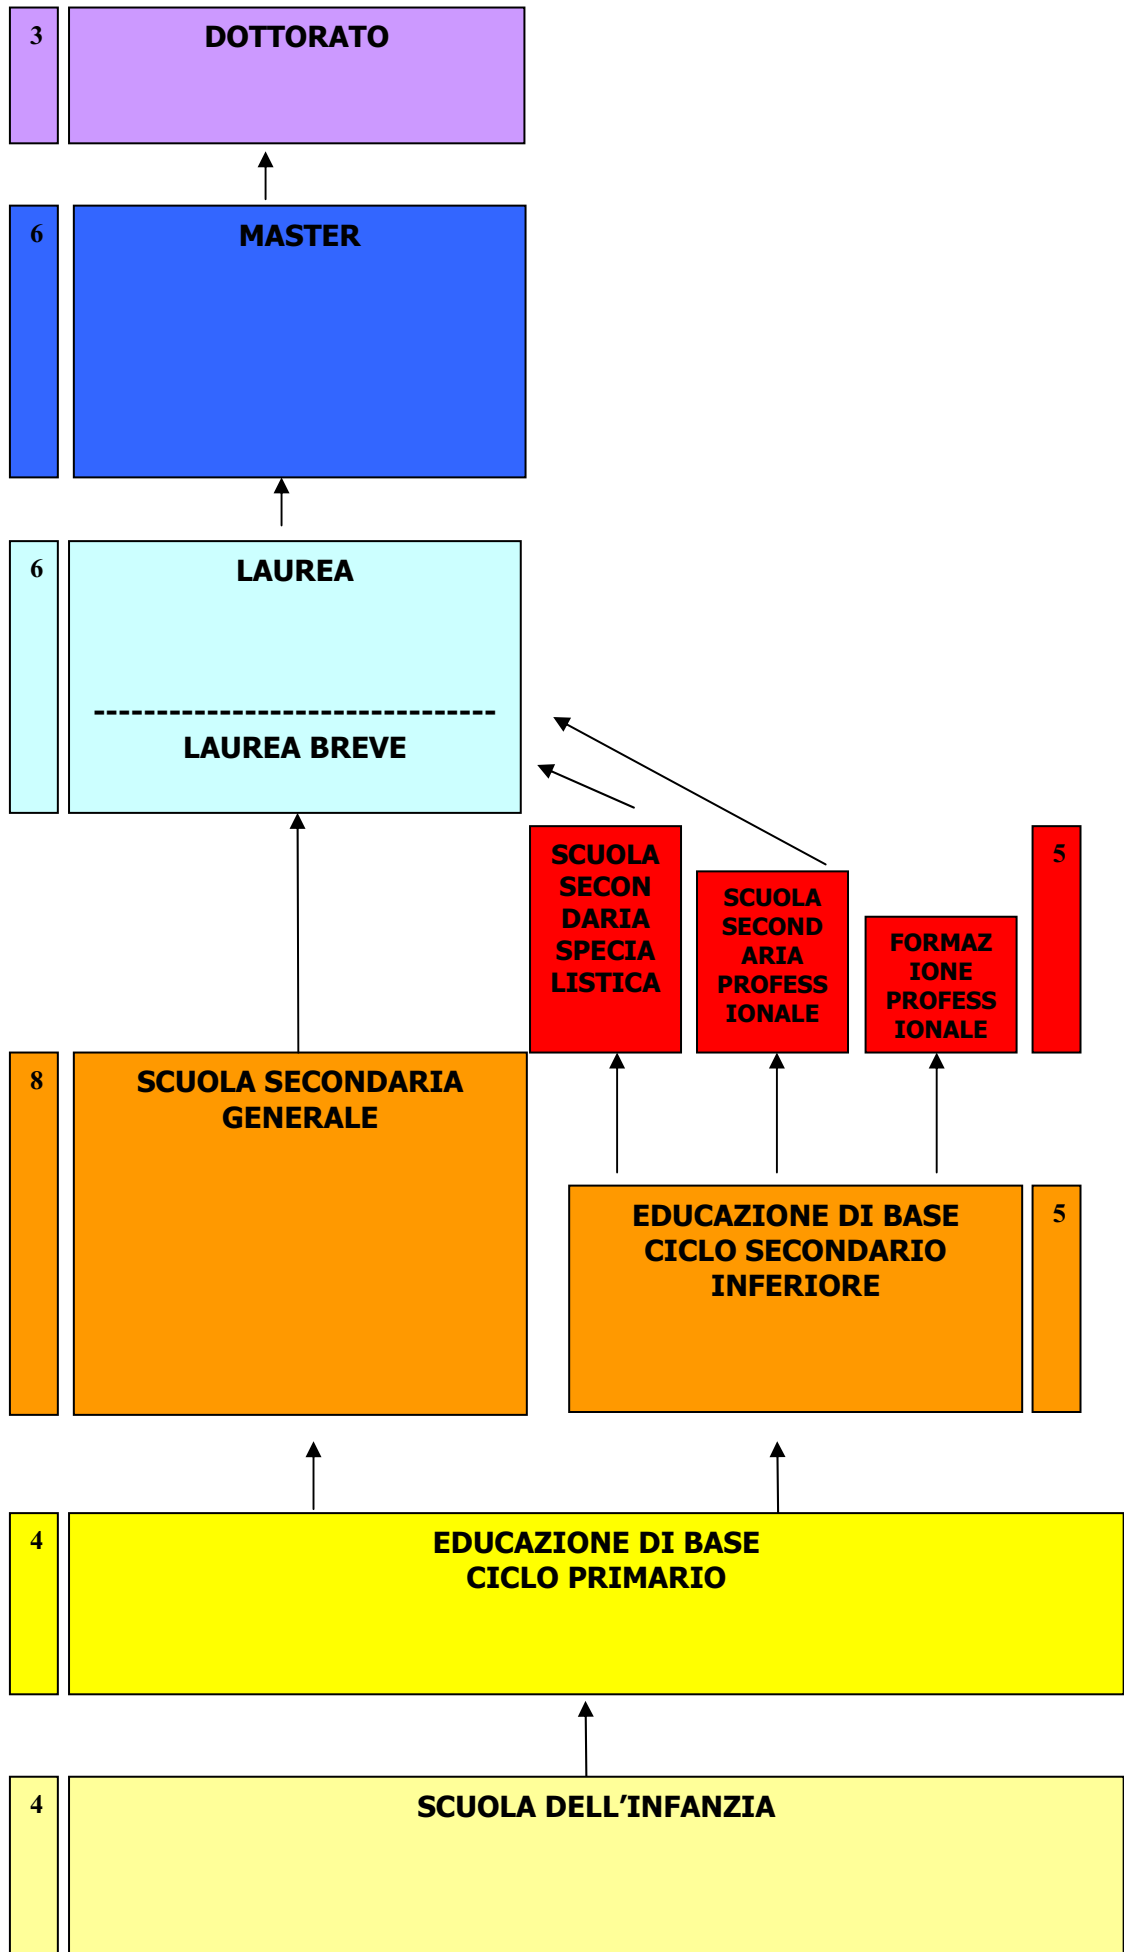 3
DOTTORATO
6
MASTER
6
LAUREA
--------------------------------
LAUREA BREVE
SCUOLA
SECON
DARIA
SPECIA
LISTICA
SCUOLA
SECOND
ARIA
PROFESS
IONALE
FORMAZ
IONE
PROFESS
IONALE
5
8
SCUOLA SECONDARIA
GENERALE
EDUCAZIONE DI BASE
CICLO SECONDARIO
INFERIORE
5
4
EDUCAZIONE DI BASE
CICLO PRIMARIO
4
SCUOLA DELL’INFANZIA